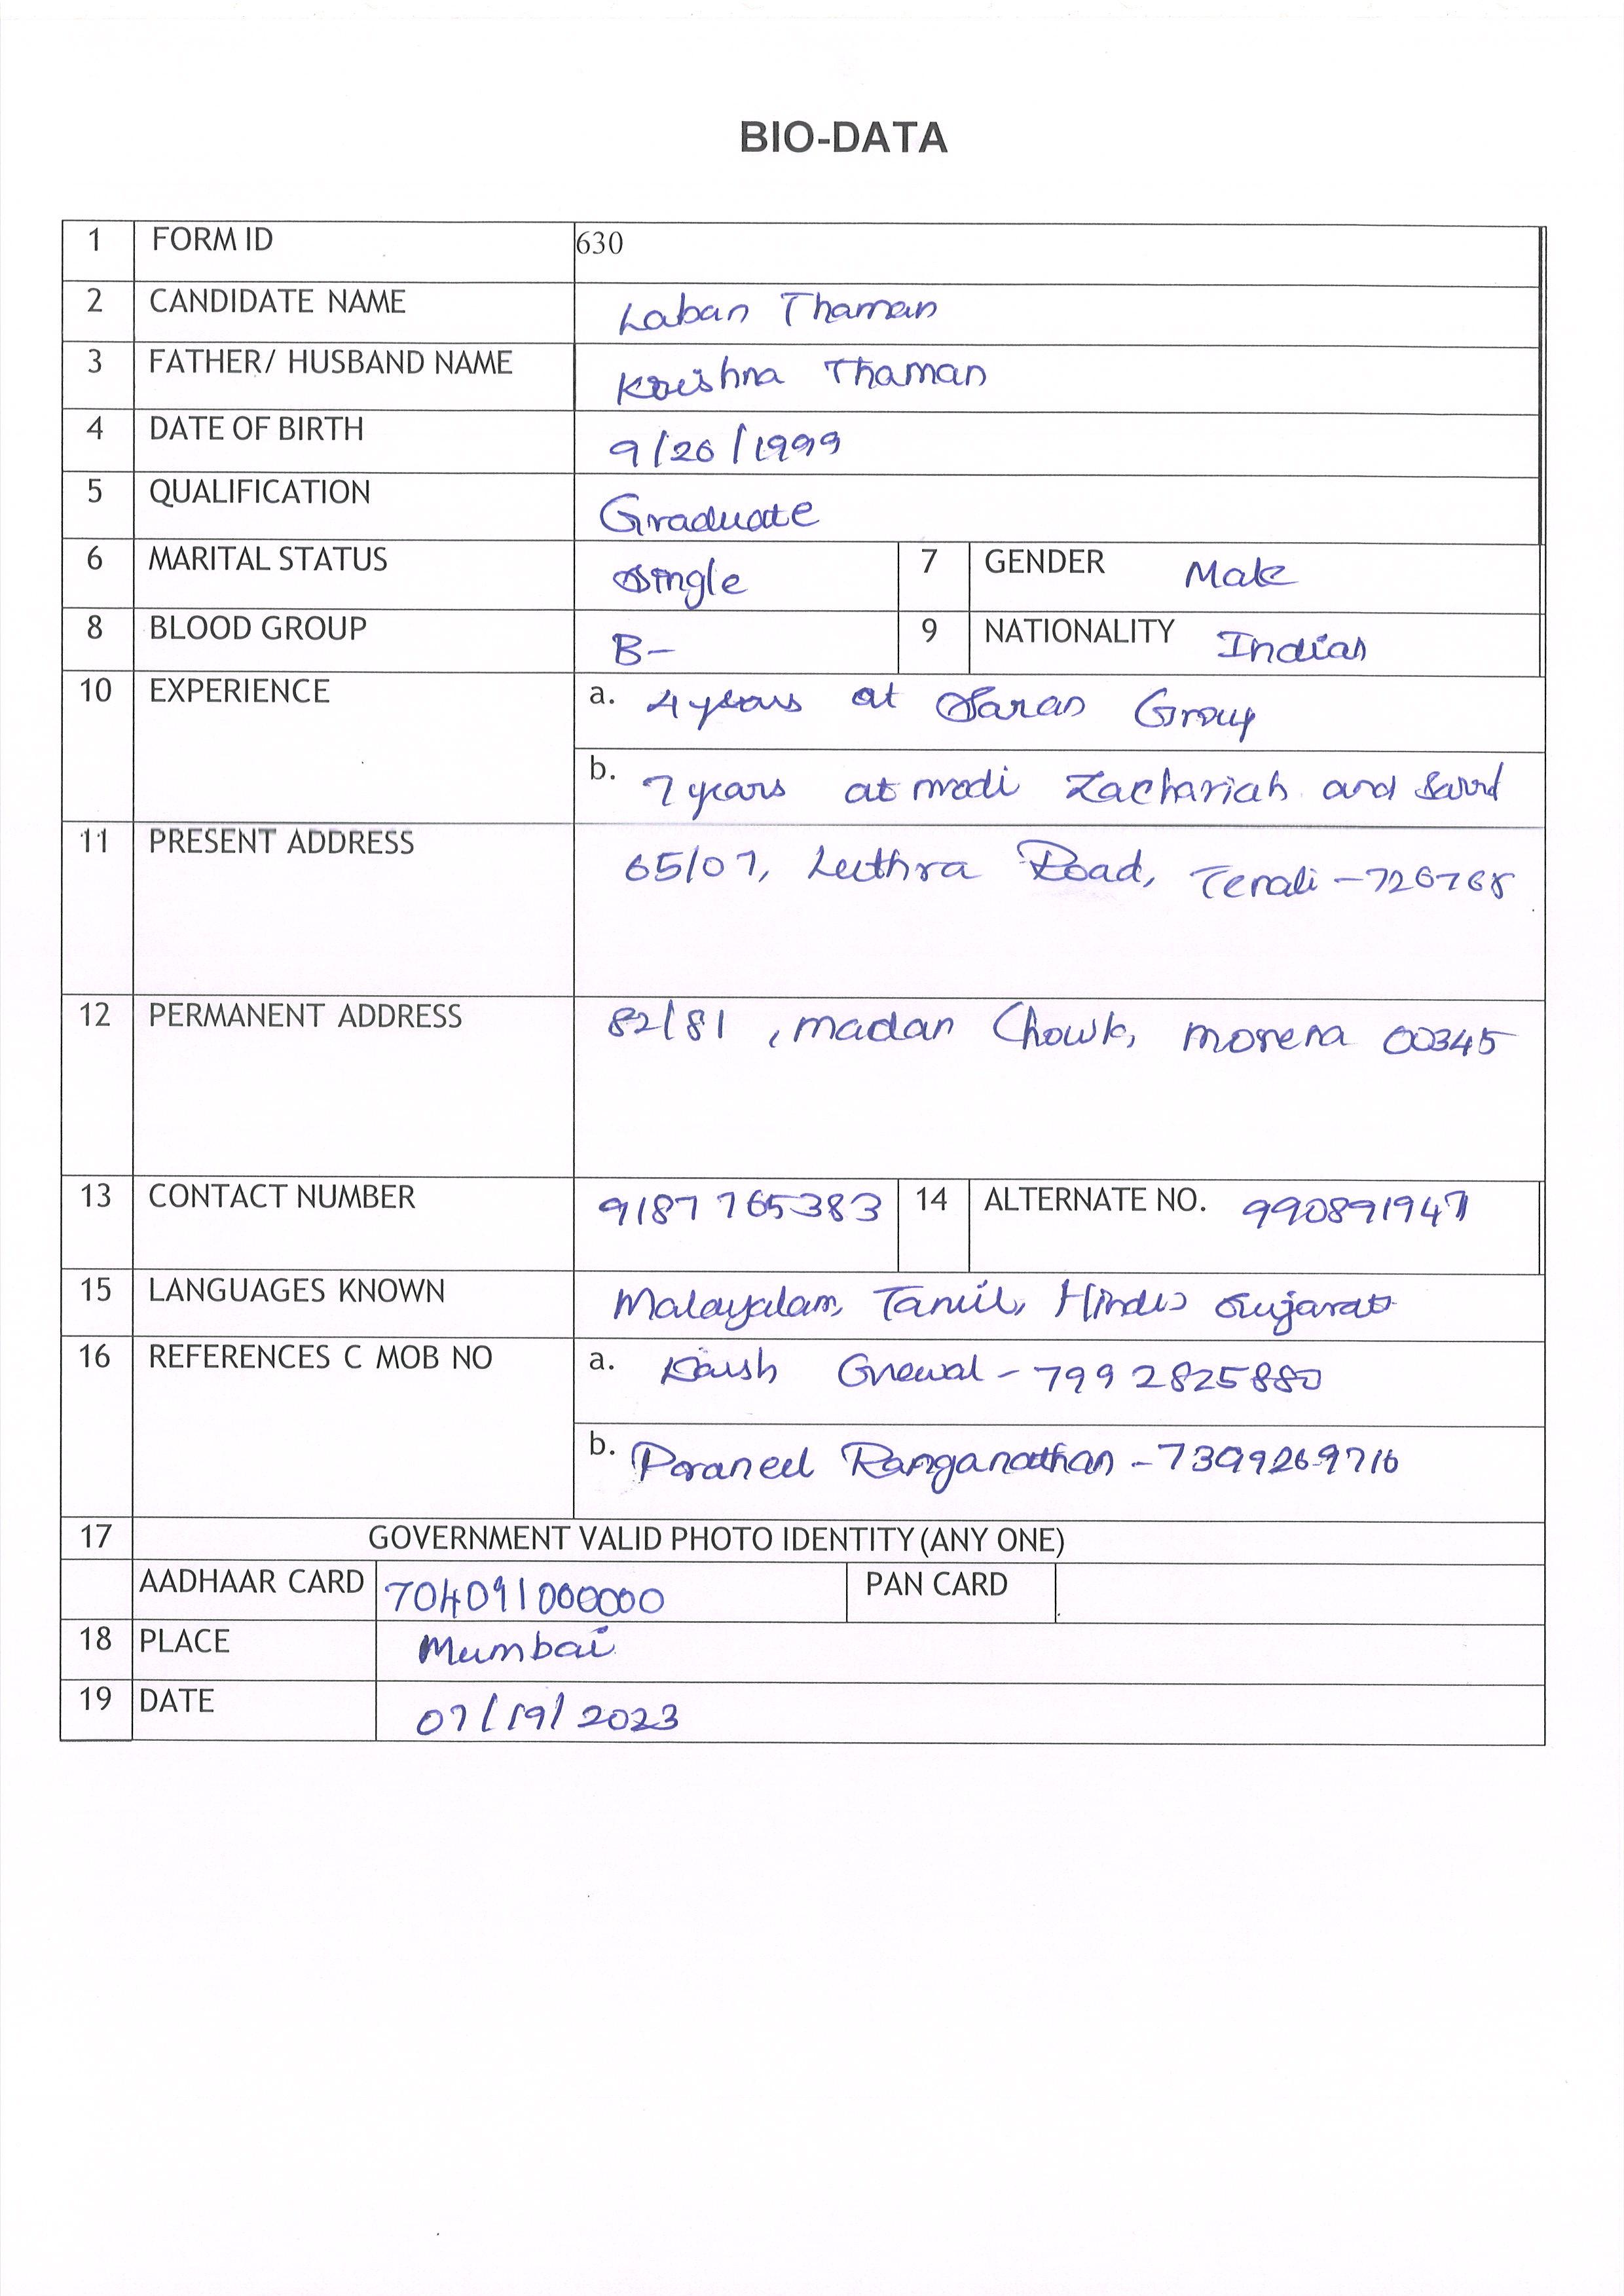 BIO-DATA
1 FORM ID 630
2 CANDIDATE NAME Laban Thaman
3 FATHER/ HUSBAND NAME Krishna Thaman
4 DATE OF BIRTH 9/26/1999
5 QUALIFICATION Graduate
6 MARITAL STATUS Single 7 GENDER Male
8 BLOOD GROUP B- 9 NATIONALITY Indian
10 EXPERIENCE a. 4 years at Saran Group
b. 7 years at modi Zachariah and
11 PRESENT ADDRESS 65/07, Luthra Road, Tenali -726768
12 PERMANENT ADDRESS 82/81, madan Chowk, morena 00345
13 CONTACT NUMBER 9187765383 14 ALTERNATE NO. 990891947
15 LANGUAGES KNOWN Malayalam, Tamil, Hindi, Gujarati
16 REFERENCES C MOB NO a. Grewal - 7992825880
b. Praneel Ranganathan - 7399269716
17 GOVERNMENT VALID PHOTO IDENTITY (ANY ONE)
AADHAAR CARD 704091000000 PAN CARD
18 PLACE Mumbai
19 DATE 07/19/2023